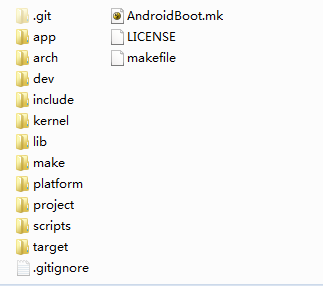 .git
app
arch
dev
include
kernel
lib
make
platform
project
scripts
target
.gitignore
AndroidBoot.mk
LICENSE
makefile